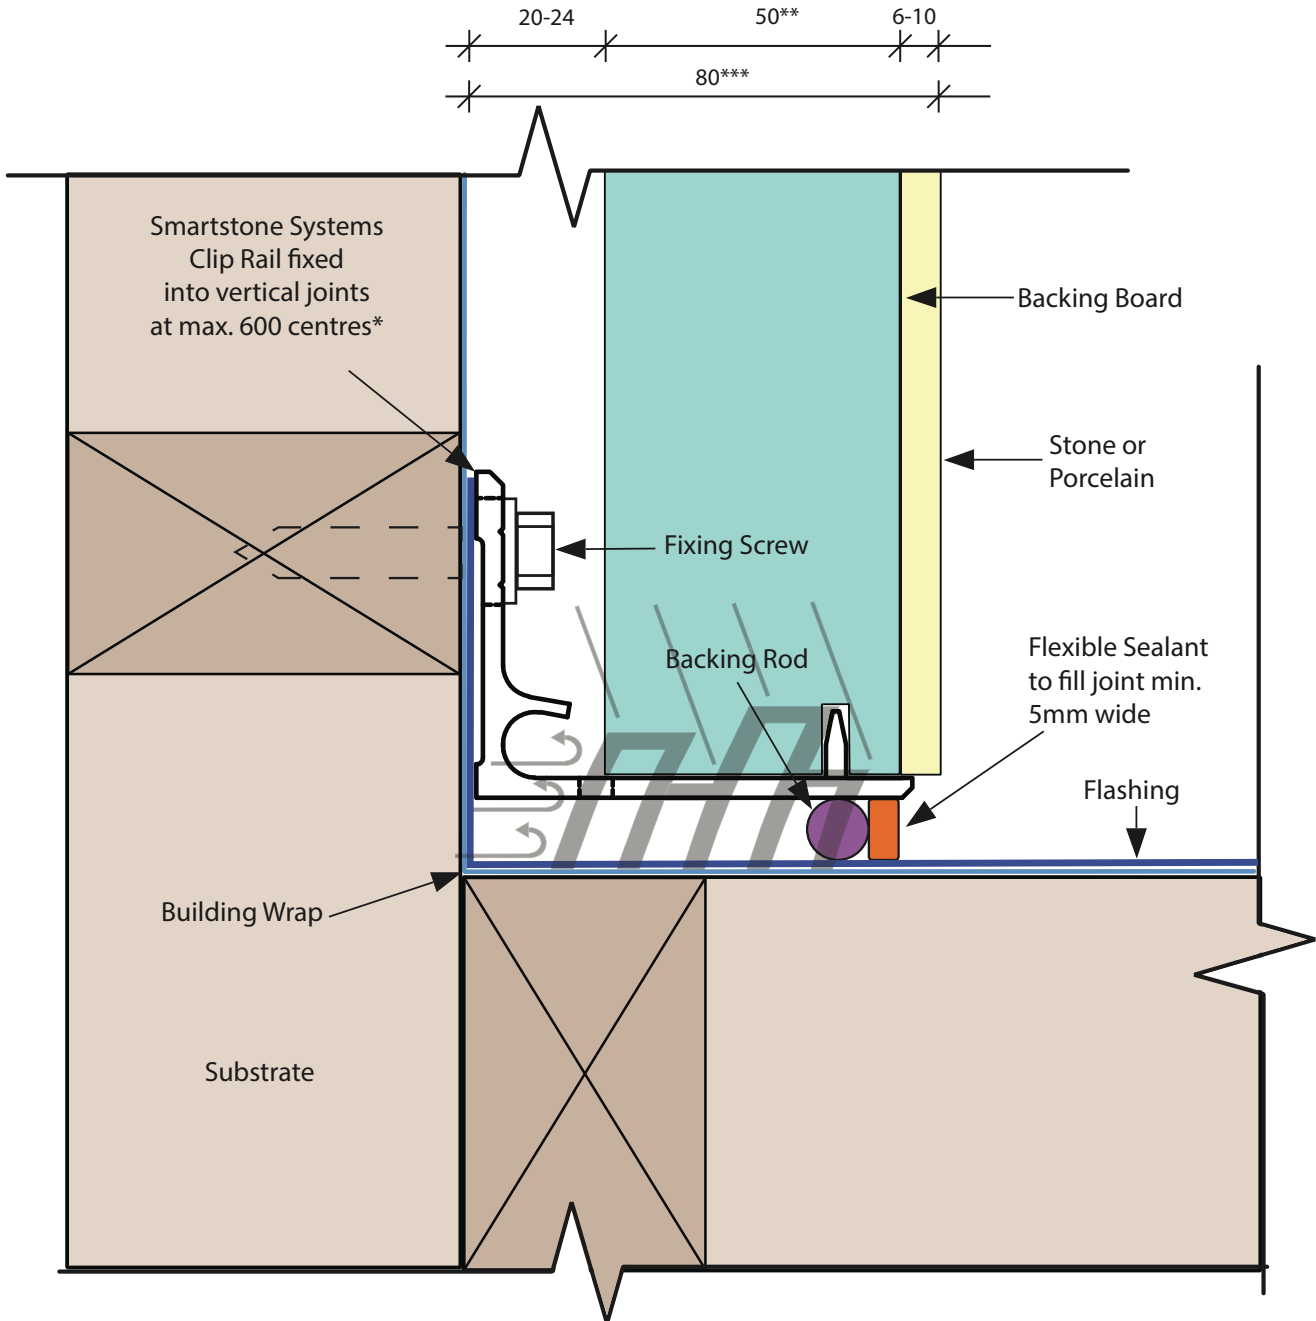 20-24
50**
6-10
80***
Smartstone Systems
Clip Rail fixed
into vertical joints
at max. 600 centres*
Backing Board
Stone or
Porcelain
Fixing Screw
Backing Rod
Flexible Sealant
to fill joint min.
5mm wide
Flashing
Building Wrap
Substrate